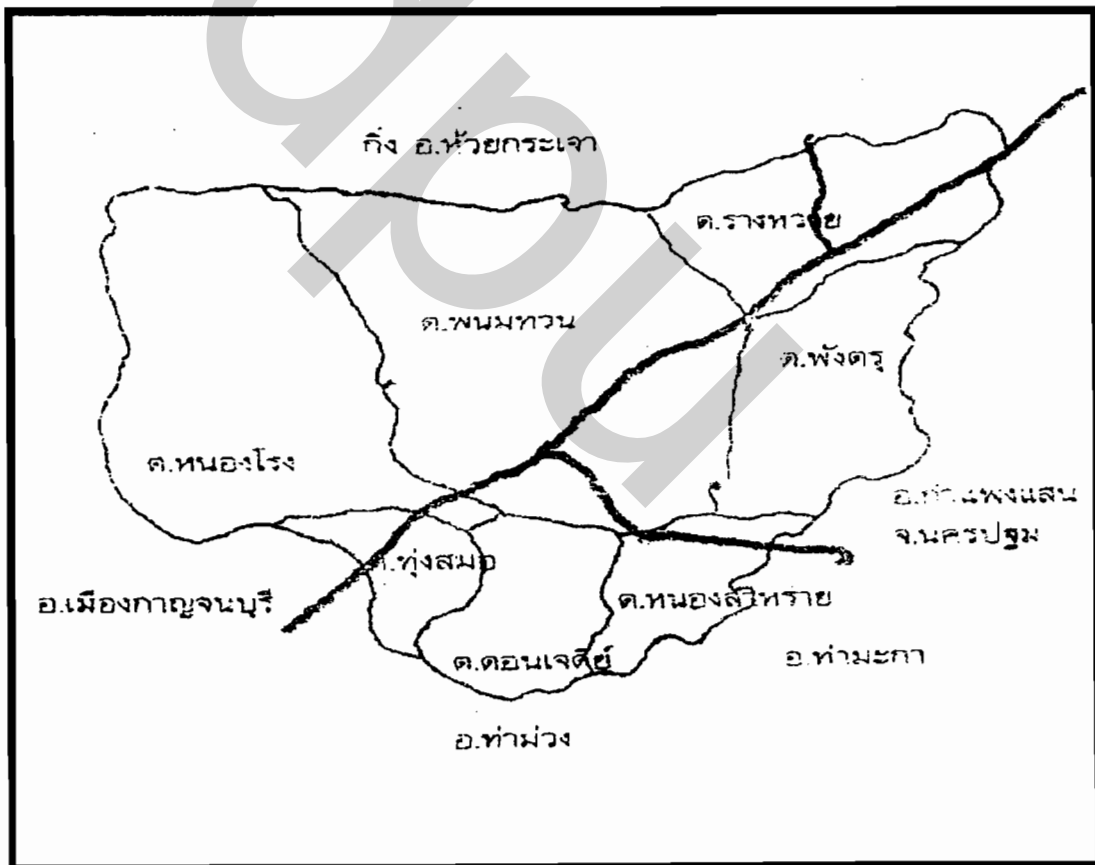 กิ่ง อ.ห้วยกระเจา
ต.รางหวาย
ต.พนมทวน
ต.พังตรุ
ต.หนองโรง
อ.กำแพงแสน
จ.นครปฐม
ต.ทุ่งสมอ
อ.เมืองกาญจนบุรี
ต.หนองสาหร่าย
ต.ดอนเจดีย์
อ.ท่ามะกา
อ.ท่าม่วง
dpu